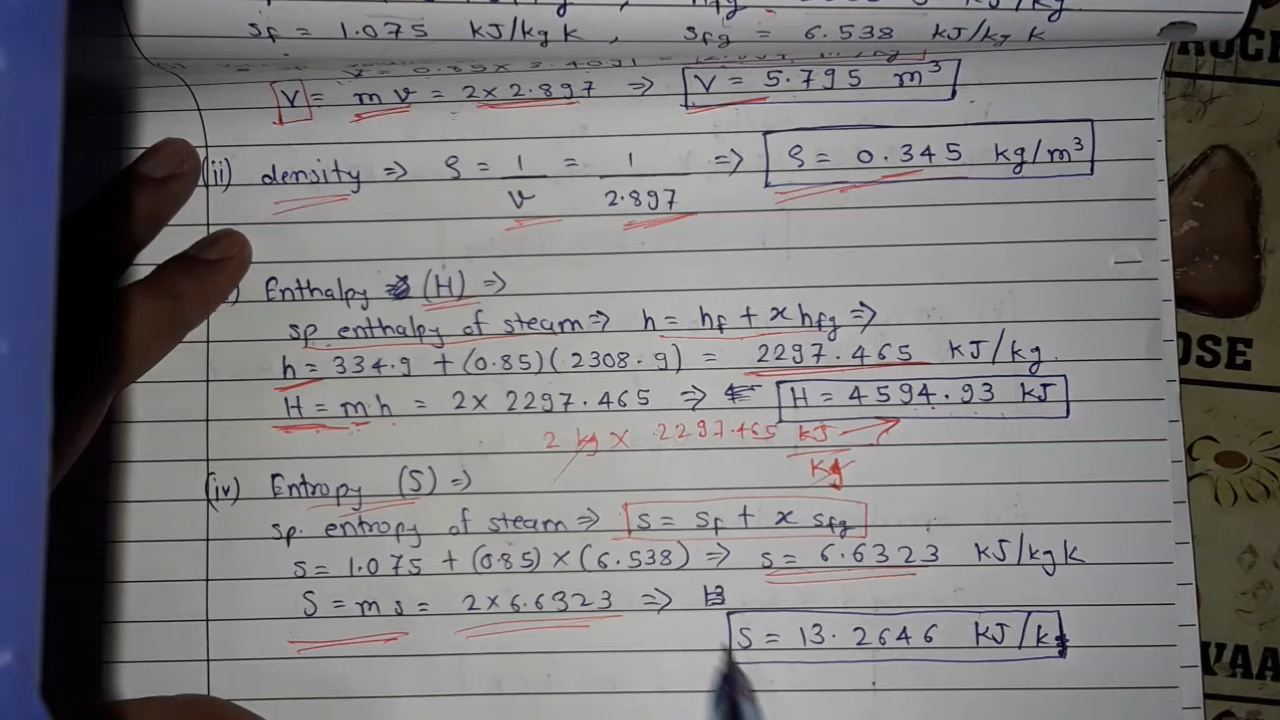 sf = 1.075 kJ/kg k, sfg = 6.538 kJ/kg k
V = m v = 2 × 2.897 ⇒ V = 5.795 m³
(ii) density ⇒ ρ = 1/v = 1/2.897 ⇒ ρ = 0.345 kg/m³
Enthalpy (H) ⇒
sp. enthalpy of steam ⇒ h = hf + x hfg ⇒
h = 334.9 + (0.85)(2308.9) = 2297.465 kJ/kg.
H = mh = 2 × 2297.465 ⇒ H = 4594.93 kJ
2 kg × 2297.465 kJ/kg
(iv) Entropy (S) ⇒
sp. entropy of steam ⇒ s = sf + x sfg
s = 1.075 + (0.85) × (6.538) ⇒ s = 6.6323 kJ/kg k
S = m s = 2 × 6.6323 ⇒
S = 13.2646 kJ/k
ROSE
VAA